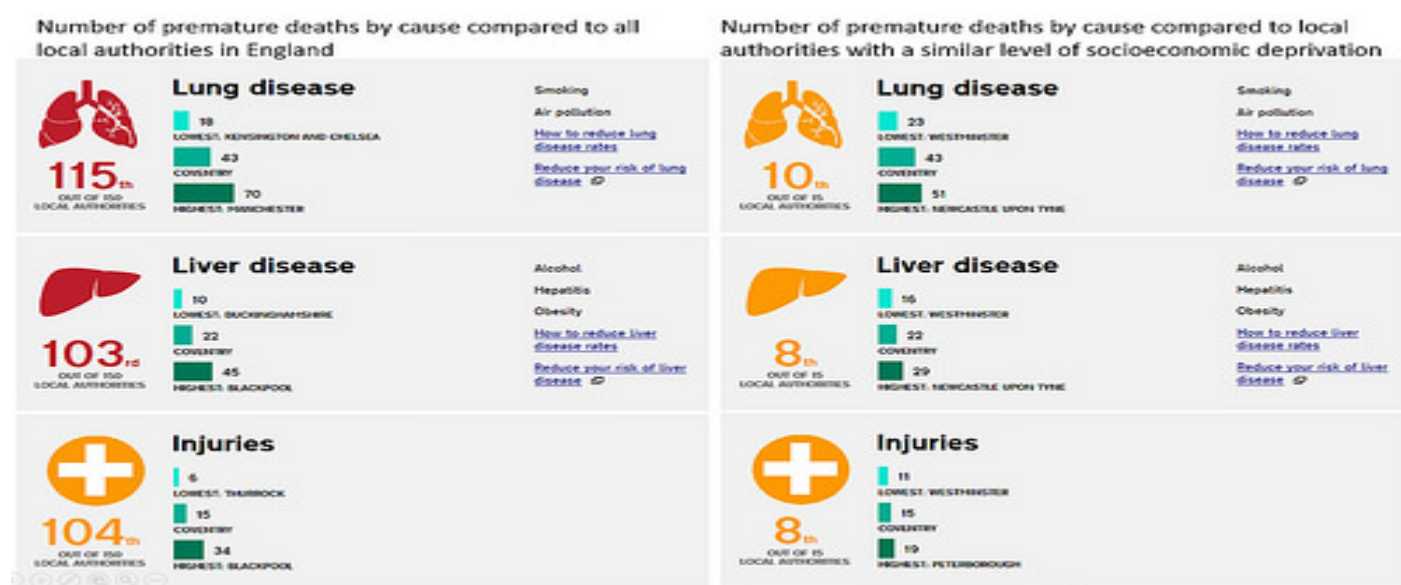 Number of premature deaths by cause compared to all
local authorities in England
Lung disease
18
LOWEST: KENSINGTON AND CHELSEA
43
COVENTRY
70
HIGHEST: MANCHESTER
115th
OUT OF 150
LOCAL AUTHORITIES
Smoking
Air pollution
How to reduce lung
disease rates
Reduce your risk of lung
disease
Liver disease
10
LOWEST: BUCKINGHAMSHIRE
22
COVENTRY
45
HIGHEST: BLACKPOOL
103rd
OUT OF 150
LOCAL AUTHORITIES
Alcohol
Hepatitis
Obesity
How to reduce liver
disease rates
Reduce your risk of liver
disease
Injuries
6
LOWEST: THURROCK
15
COVENTRY
34
HIGHEST: BLACKPOOL
104th
OUT OF 150
LOCAL AUTHORITIES
Number of premature deaths by cause compared to local
authorities with a similar level of socioeconomic deprivation
Lung disease
23
LOWEST: WESTMINSTER
43
COVENTRY
51
HIGHEST: NEWCASTLE UPON TYNE
10th
OUT OF 15
LOCAL AUTHORITIES
Smoking
Air pollution
How to reduce lung
disease rates
Reduce your risk of lung
disease
Liver disease
16
LOWEST: WESTMINSTER
22
COVENTRY
29
HIGHEST: NEWCASTLE UPON TYNE
8th
OUT OF 15
LOCAL AUTHORITIES
Alcohol
Hepatitis
Obesity
How to reduce liver
disease rates
Reduce your risk of liver
disease
Injuries
11
LOWEST: WESTMINSTER
15
COVENTRY
19
HIGHEST: PETERBOROUGH
8th
OUT OF 15
LOCAL AUTHORITIES